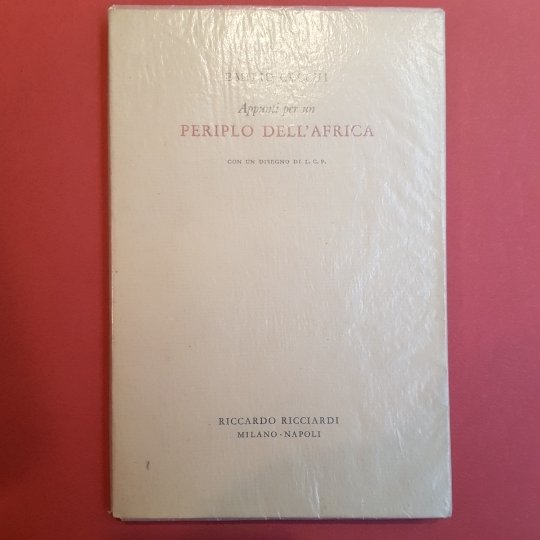 EMILIO CECCHI
Appunti per un
PERIPLO DELL'AFRICA
CON UN DISEGNO DI L. C. P.
RICCARDO RICCIARDI
MILANO · NAPOLI